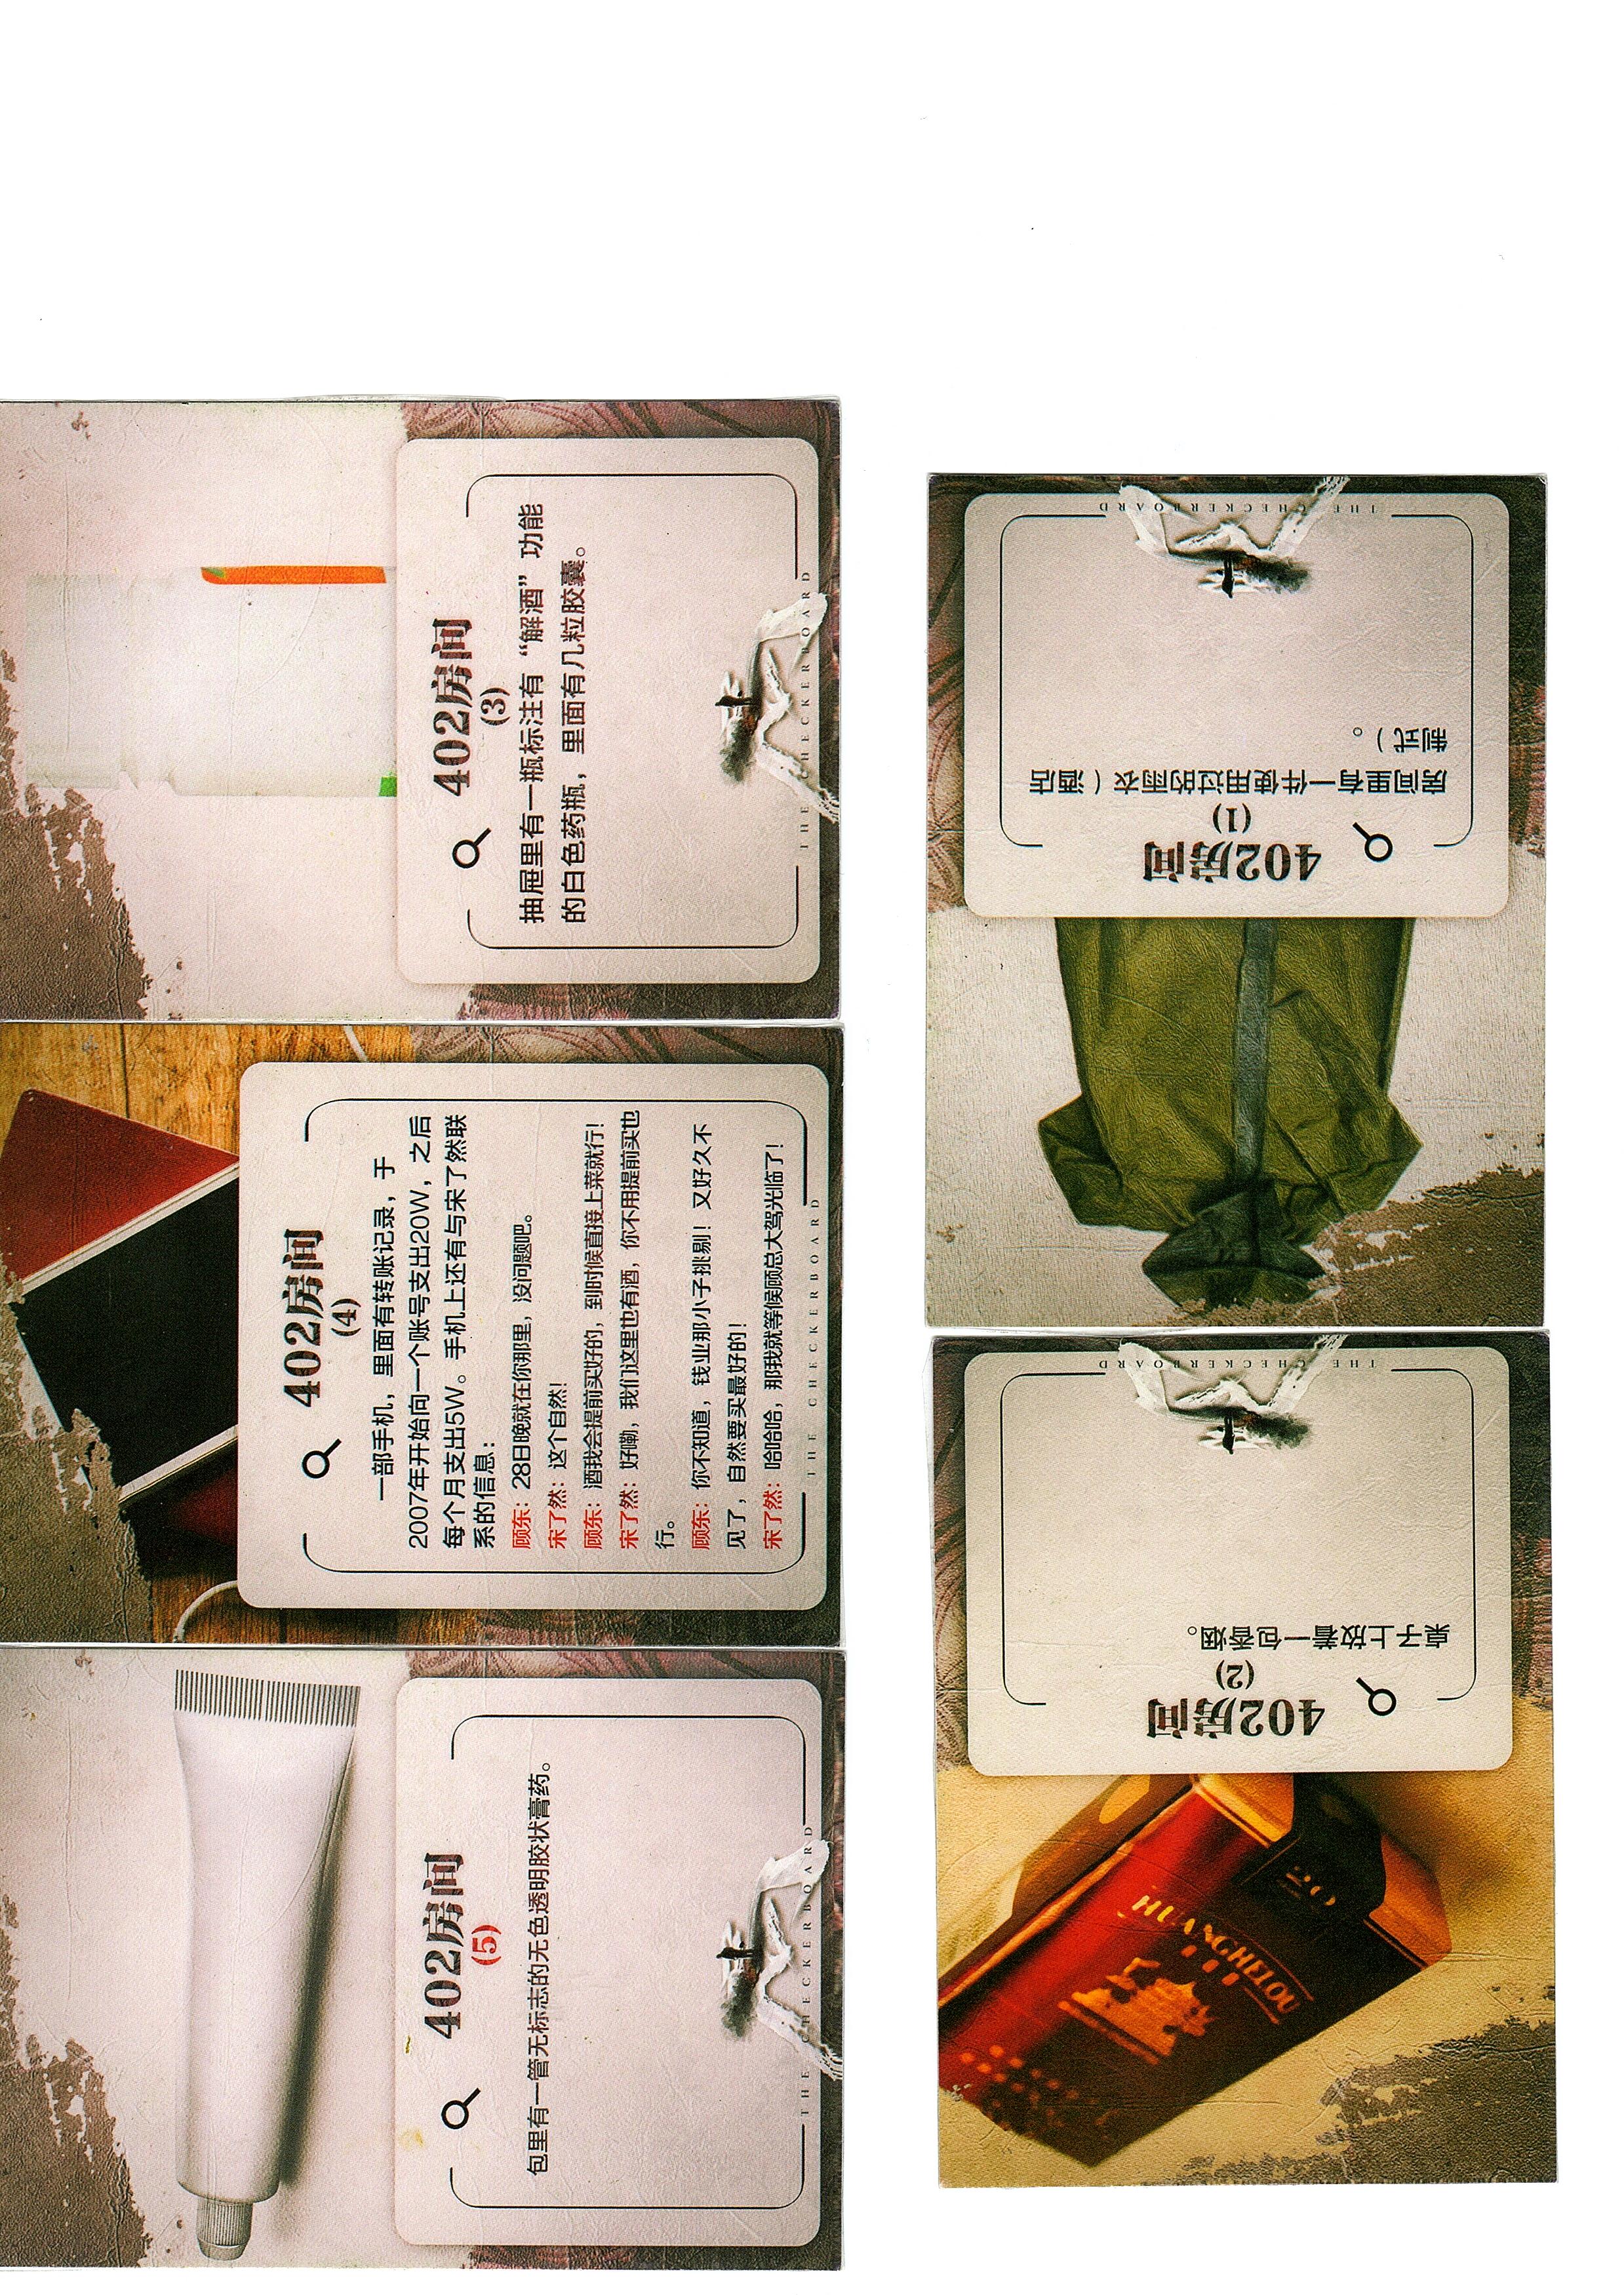 402房间
(1)
房间里有一件使用过的雨衣（酒店
制式）。
THE CHECKERBOARD
402房间
(2)
桌子上放着一包香烟。
THE CHECKERBOARD
HUANGHELOU
20
402房间
(3)
抽屉里有一瓶标注有“解酒”功能
的白色药瓶，里面有几粒胶囊。
THE CHECKERBOARD
402房间
(4)
一部手机，里面有转账记录，于
2007年开始向一个账号支出20W，之后
每个月支出5W。手机上还有与宋了然联
系的信息：
顾东：28日晚就在你那里，没问题吧。
宋了然：这个自然！
顾东：酒我会提前买好的，到时候直接上菜就行！
宋了然：好嘞，我们这里也有酒，你不用提前买也
行。
顾东：你不知道，钱业那小子挑剔！又好久不
见了，自然要买最好的！
宋了然：哈哈哈，那我就等候顾总大驾光临了！
THE CHECKERBOARD
402房间
(5)
包里有一管无标志的无色透明胶状膏药。
THE CHECKERBOARD